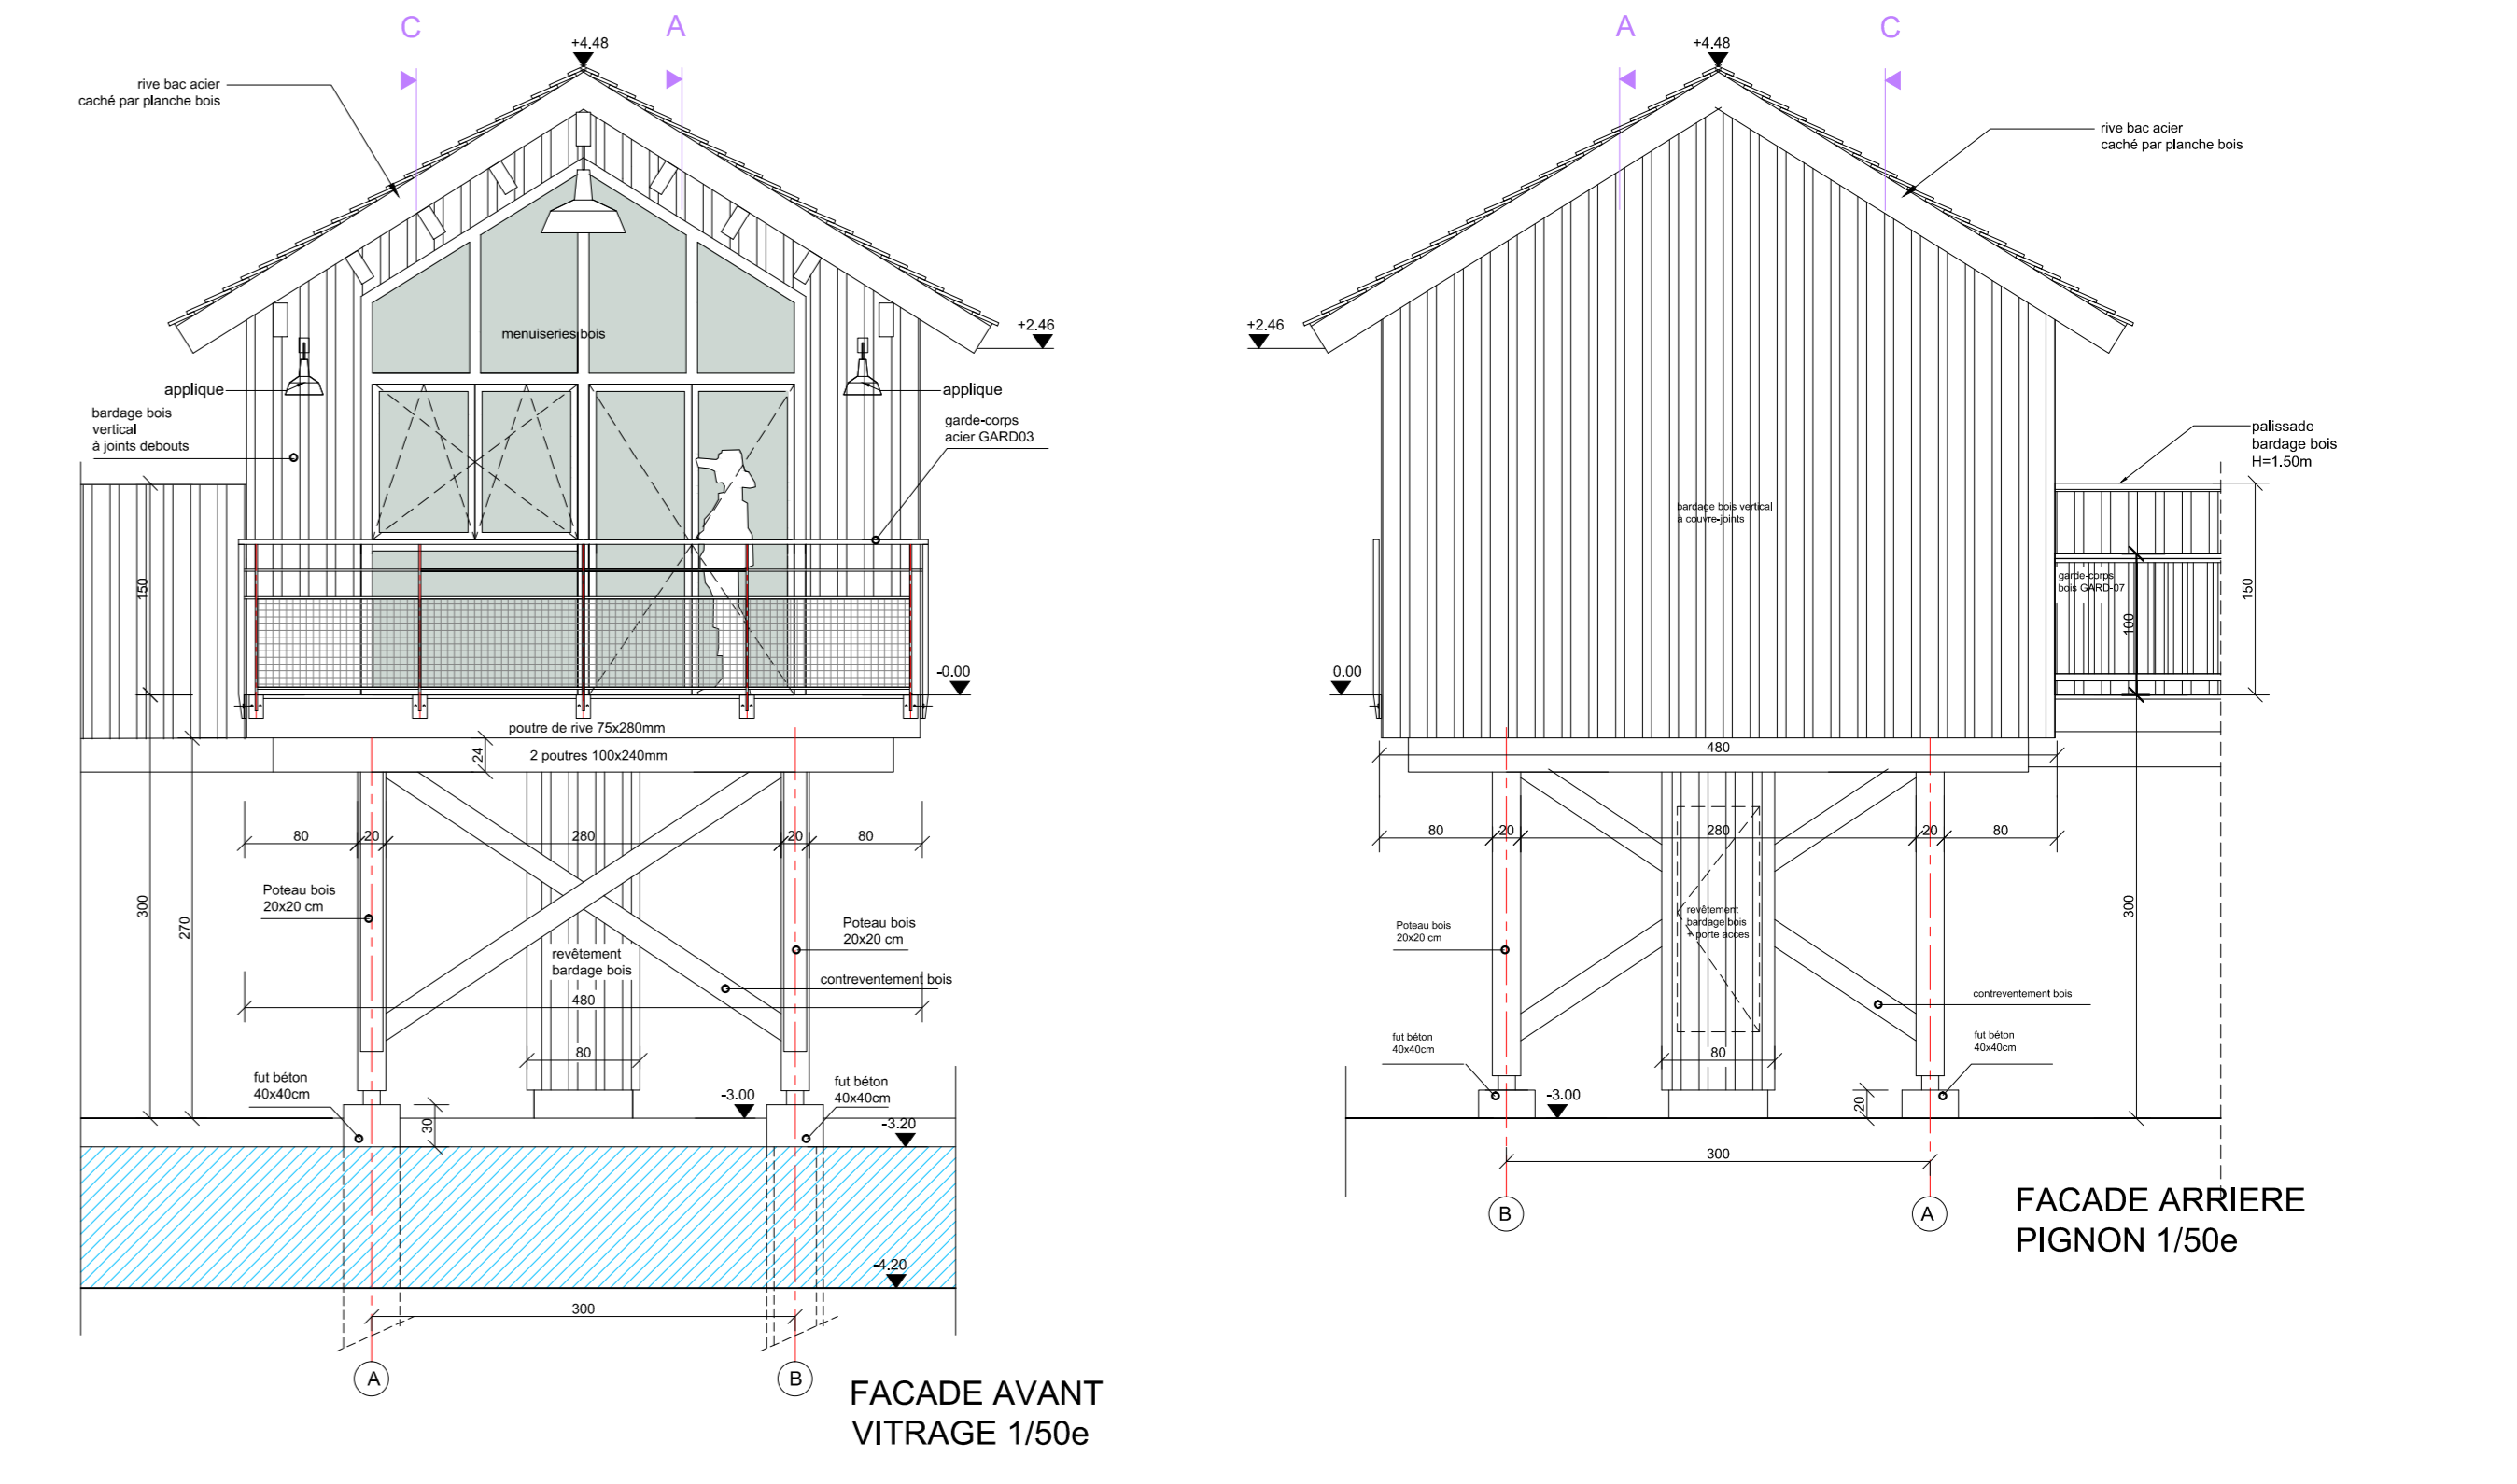 C
A
+4.48
rive bac acier
caché par planche bois
menuiseries bois
+2.46
applique
applique
bardage bois
vertical
à joints debouts
garde-corps
acier GARD03
150
-0.00
poutre de rive 75x280mm
24
2 poutres 100x240mm
80
20
280
20
80
Poteau bois
20x20 cm
300
270
Poteau bois
20x20 cm
revêtement
bardage bois
contreventement bois
480
80
fut béton
40x40cm
30
fut béton
40x40cm
-3.00
-3.20
-4.20
300
A
B
FACADE AVANT
VITRAGE 1/50e
A
C
+4.48
rive bac acier
caché par planche bois
+2.46
palissade
bardage bois
H=1.50m
bardage bois vertical
à couvre-joints
garde-corps
bois GARD-07
150
100
0.00
480
80
20
280
20
80
Poteau bois
20x20 cm
revêtement
bardage bois
+ porte acces
300
contreventement bois
fut béton
40x40cm
80
fut béton
40x40cm
-3.00
20
300
B
A
FACADE ARRIERE
PIGNON 1/50e